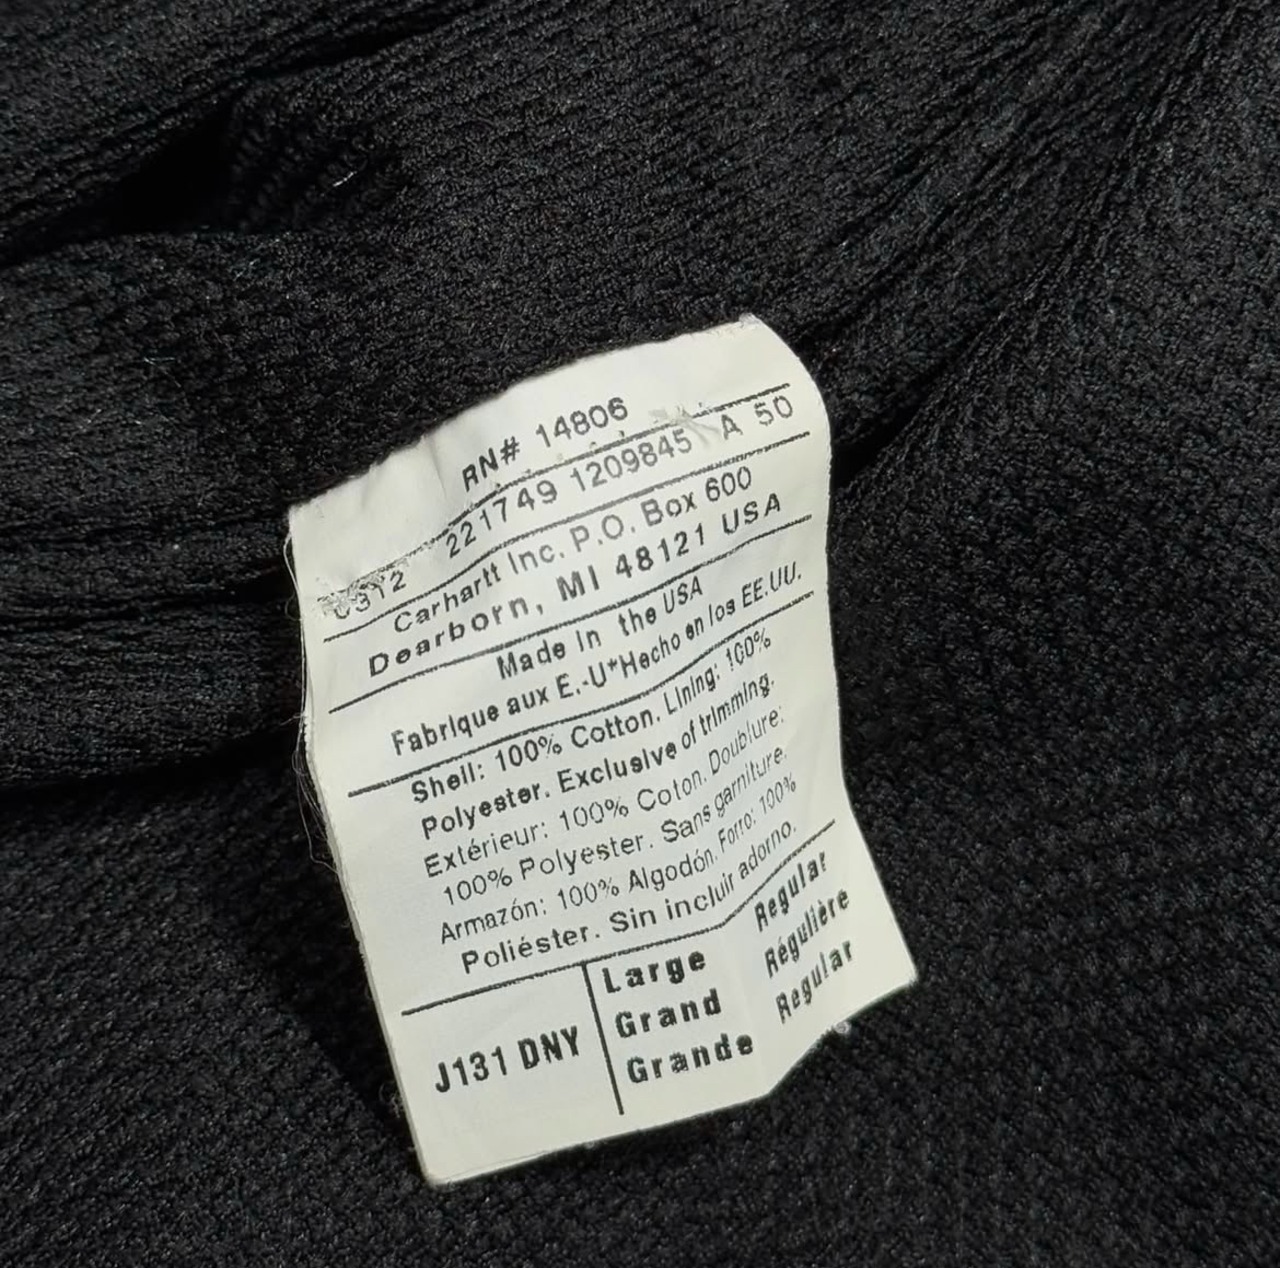 RN# 14806
0312 221749 1209845 A 50
Carhartt Inc. P.O. Box 600
Dearborn, MI 48121 USA
Made in the USA
Fabrique aux E.-U*Hecho en los EE.UU.
Shell: 100% Cotton. Lining: 100%
Polyester. Exclusive of trimming.
Extérieur: 100% Coton. Doublure:
100% Polyester. Sans garniture.
Armazón: 100% Algodón. Forro: 100%
Poliéster. Sin incluir adorno.
J131 DNY
Large Regular
Grand Régulière
Grande Regular